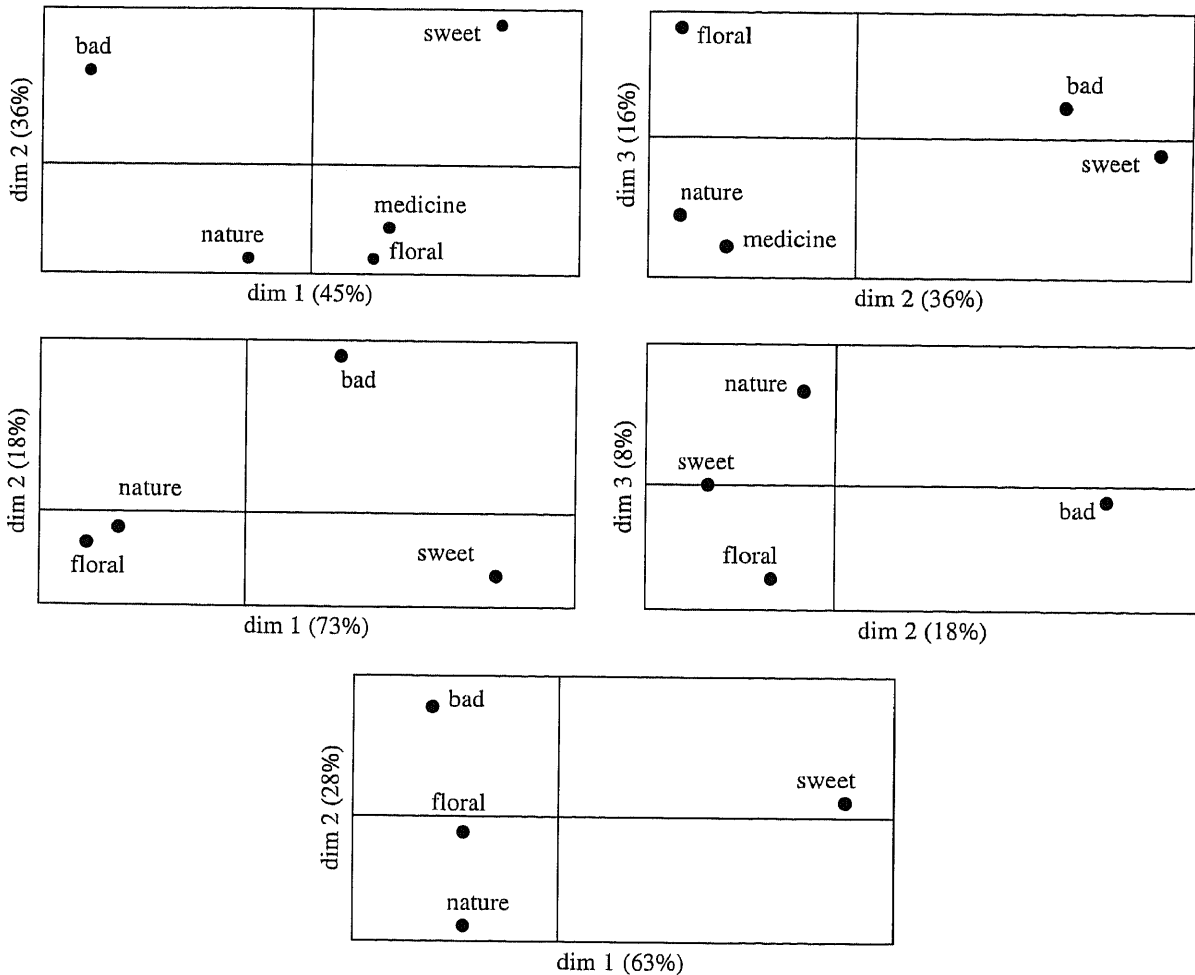 bad
sweet
nature
medicine
floral
dim 2 (36%)
dim 1 (45%)
floral
bad
sweet
nature
medicine
dim 3 (16%)
dim 2 (36%)
bad
nature
floral
sweet
dim 2 (18%)
dim 1 (73%)
nature
sweet
bad
floral
dim 3 (8%)
dim 2 (18%)
bad
sweet
floral
nature
dim 2 (28%)
dim 1 (63%)